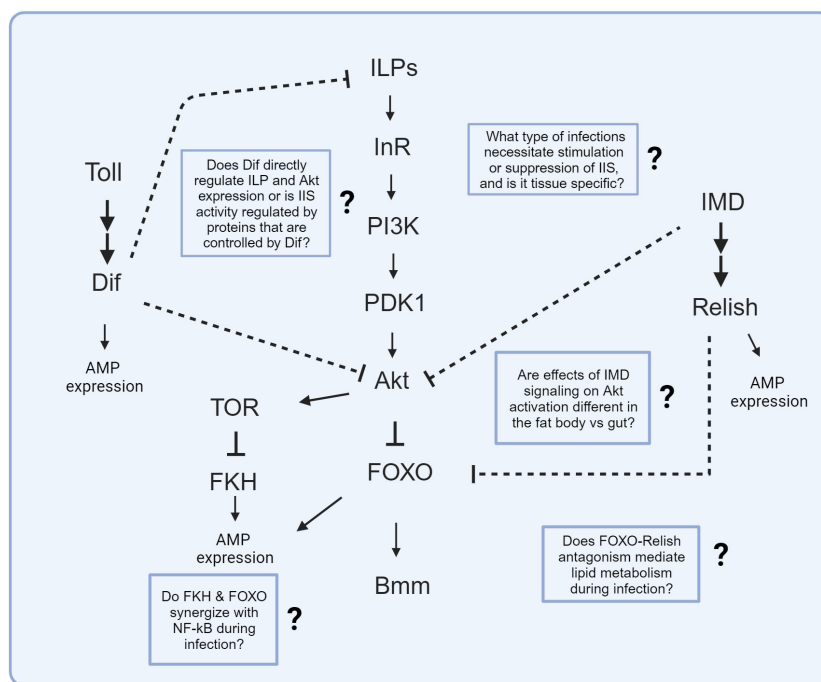 ILPs
What type of infections
necessitate stimulation
or suppression of IIS,
and is it tissue specific?
?
InR
Does Dif directly
regulate ILP and Akt
expression or is IIS
activity regulated by
proteins that are
controlled by Dif?
?
Toll
IMD
PI3K
Dif
PDK1
Relish
AMP
expression
Akt
Are effects of IMD
signaling on Akt
activation different in
the fat body vs gut?
?
AMP
expression
TOR
FOXO
FKH
AMP
expression
Does FOXO-Relish
antagonism mediate
lipid metabolism
during infection?
?
Bmm
Do FKH & FOXO
synergize with
NF-kB during
infection?
?